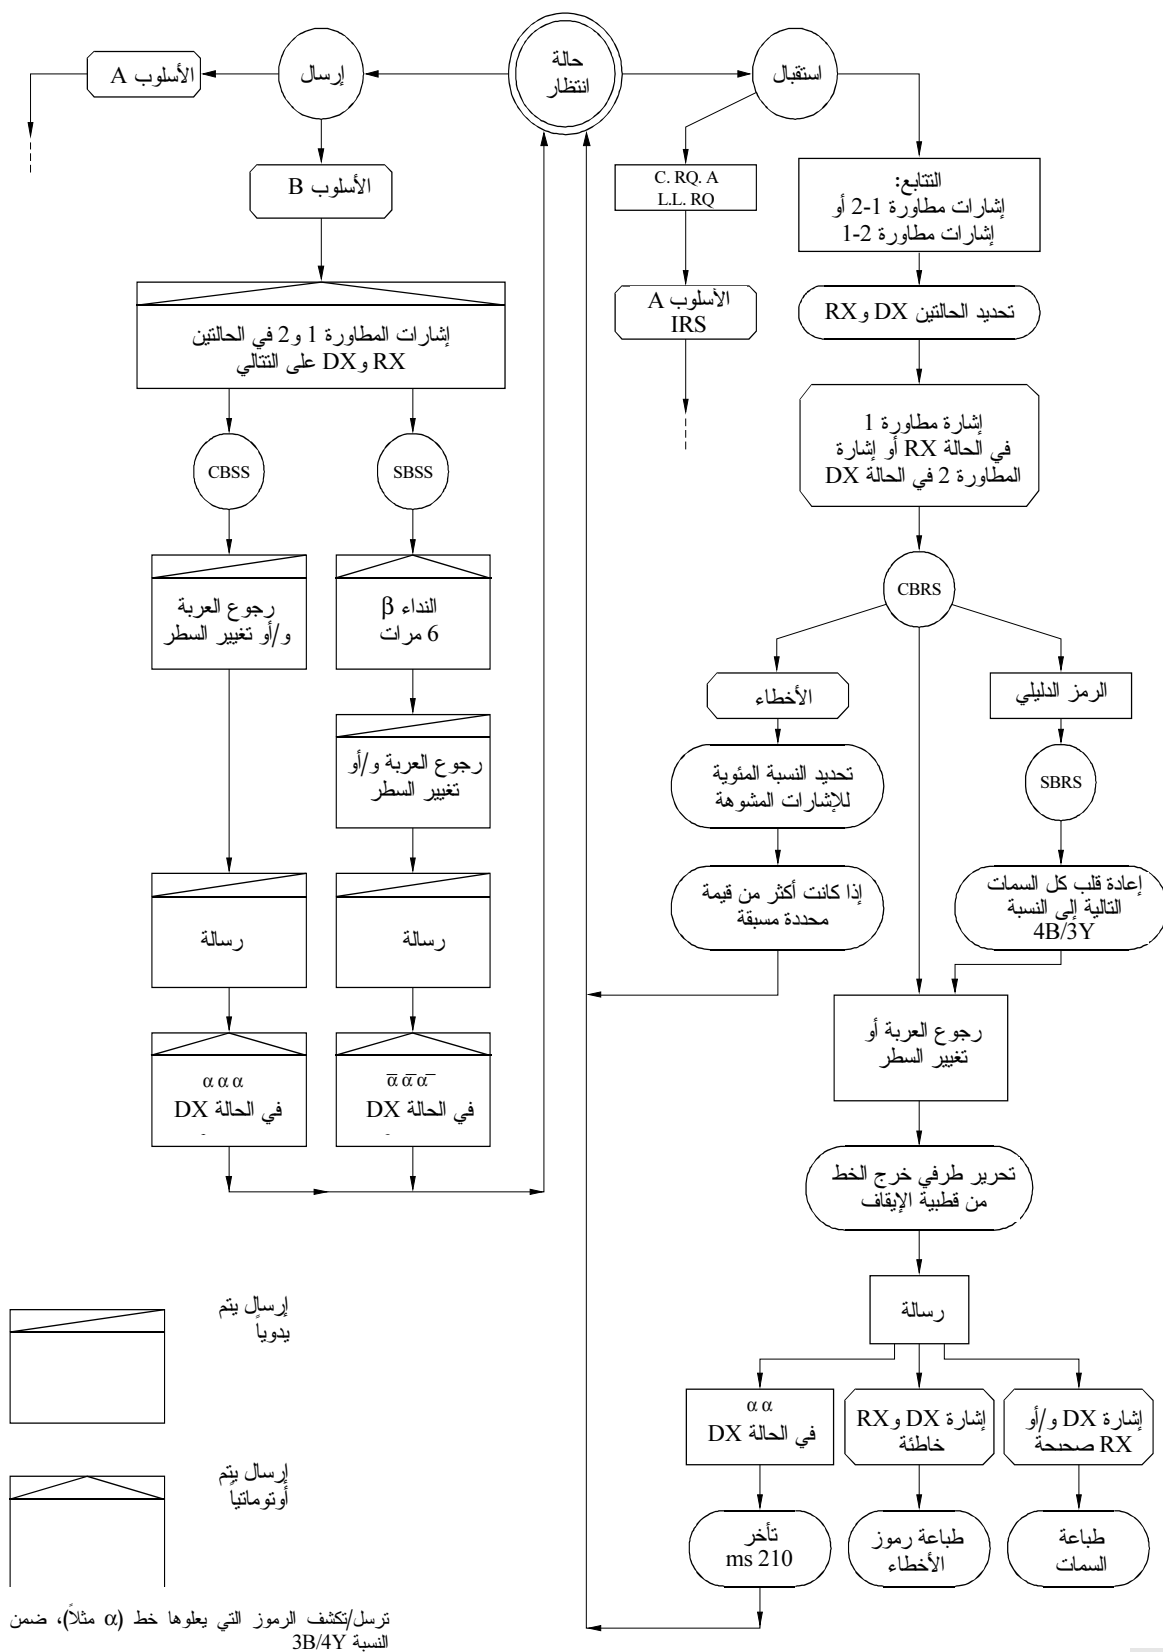 حالة
انتظار
استقبال
إرسال
الأسلوب A
الأسلوب B
C. RQ. A
L.L. RQ
التتابع:
إشارات مطاورة 1-2 أو
إشارات مطاورة 2-1
الأسلوب A
IRS
تحديد الحالتين DX و RX
إشارات المطاورة 1 و 2 في الحالتين
DX و RX على التتالي
إشارة مطاورة 1
في الحالة RX أو إشارة
المطاورة 2 في الحالة DX
CBSS
SBSS
CBRS
رجوع العربة
و/أو تغيير السطر
النداء β
6 مرات
الأخطاء
الرمز الدليلي
رجوع العربة و/أو
تغيير السطر
تحديد النسبة المئوية
للإشارات المشوهة
SBRS
إذا كانت أكثر من قيمة
محددة مسبقة
إعادة قلب كل السمات
التالية إلى النسبة
4B/3Y
رسالة
رسالة
رجوع العربة أو
تغيير السطر
α α α
في الحالة DX
ᾱ ᾱ ᾱ
في الحالة DX
تحرير طرفي خرج الخط
من قطبية الإيقاف
رسالة
α α
في الحالة DX
إشارة DX و RX
خاطئة
إشارة DX و/أو
RX صحيحة
تأخر
210 ms
طباعة رموز
الأخطاء
طباعة
السمات
إرسال يتم
يدوياً
إرسال يتم
أوتوماتياً
ترسل/تكشف الرموز التي يعلوها خط (α مثلاً)، ضمن
النسبة 3B/4Y